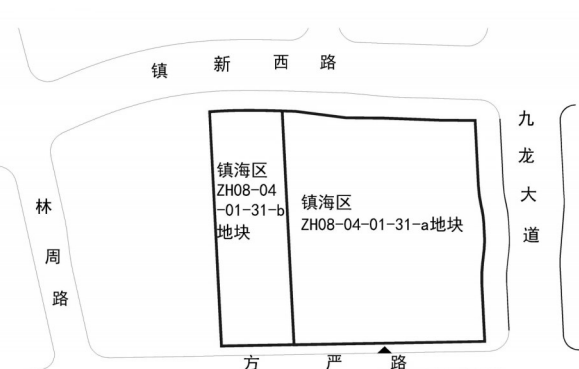 镇新西路
九龙大道
林周路
镇海区
ZH08-04
-01-31-b
地块
镇海区
ZH08-04-01-31-a地块
方严路